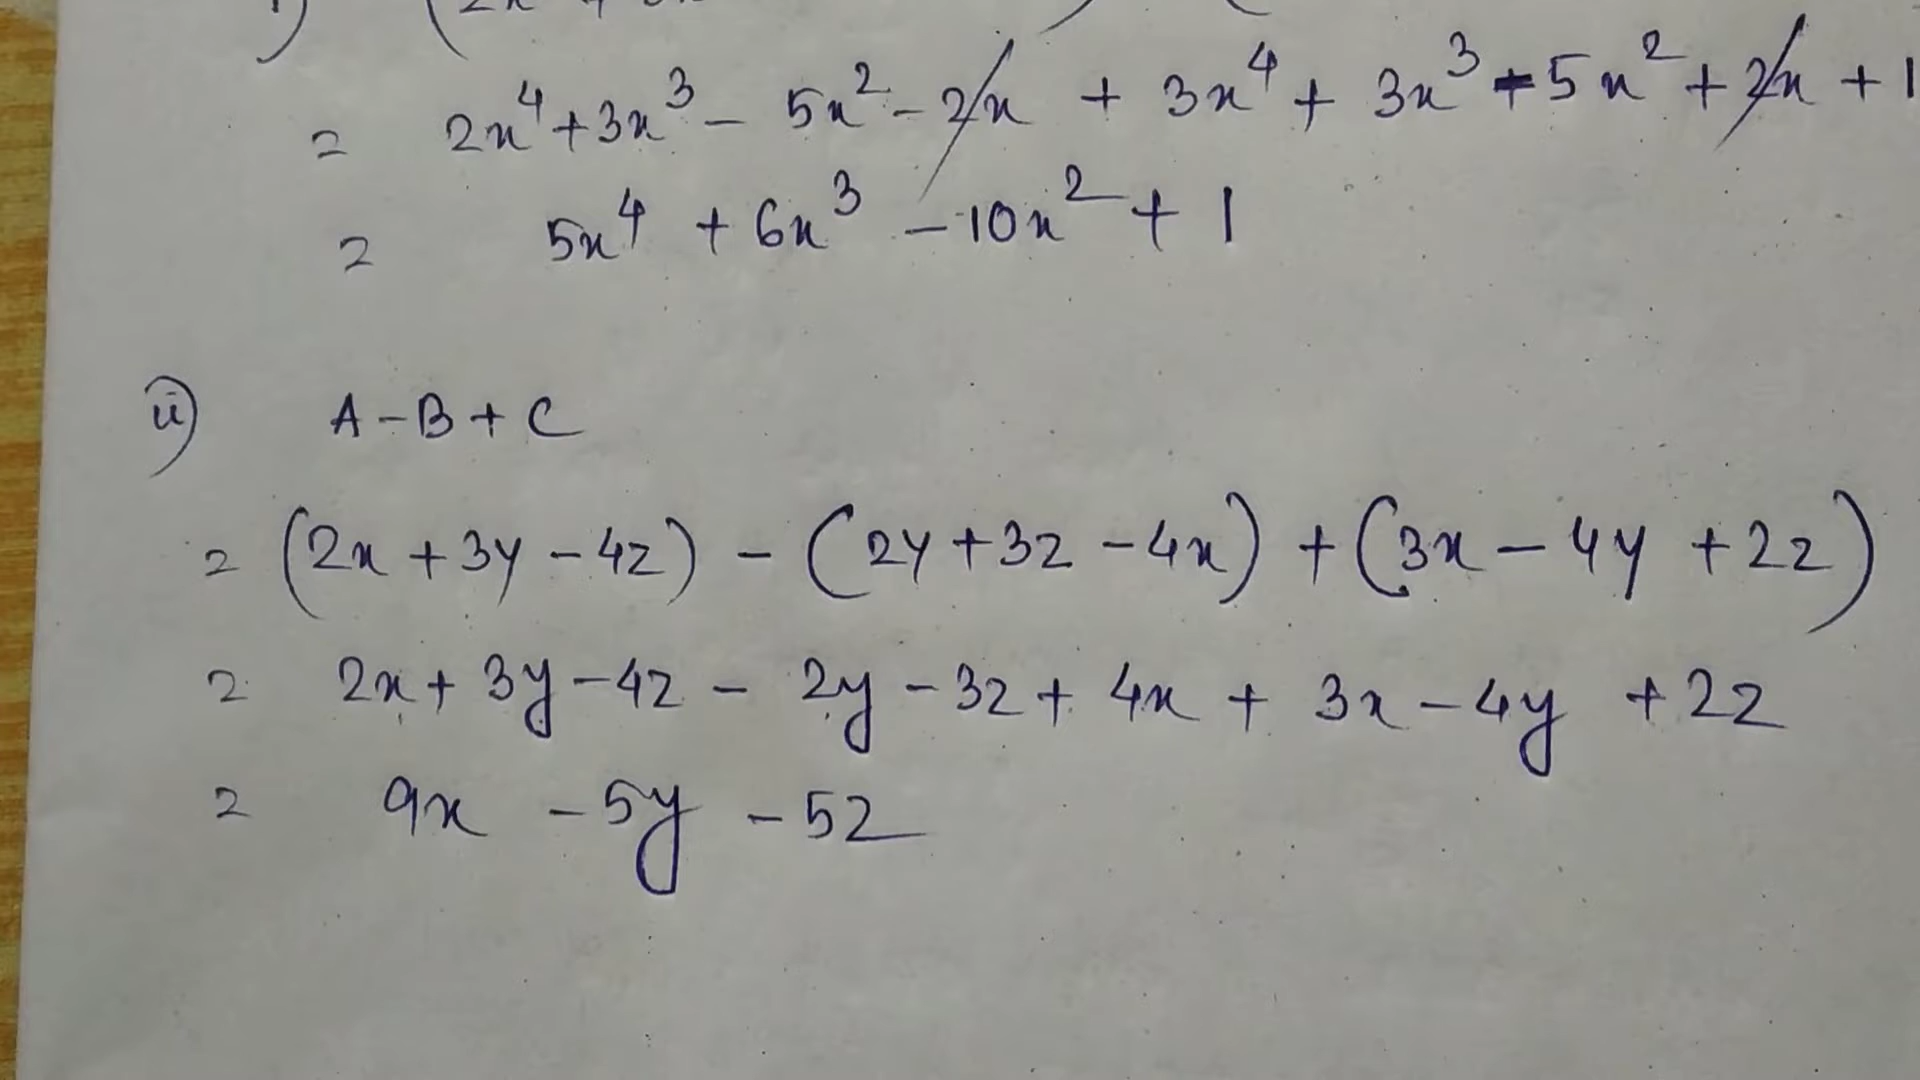 = 2x⁴ + 3x³ - 5x² - 2x + 3x⁴ + 3x³ - 5x² + 2x + 1
= 5x⁴ + 6x³ - 10x² + 1
ii) A - B + C
= (2x + 3y - 4z) - (2y + 3z - 4x) + (3x - 4y + 2z)
= 2x + 3y - 4z - 2y - 3z + 4x + 3x - 4y + 2z
= 9x - 5y - 5z